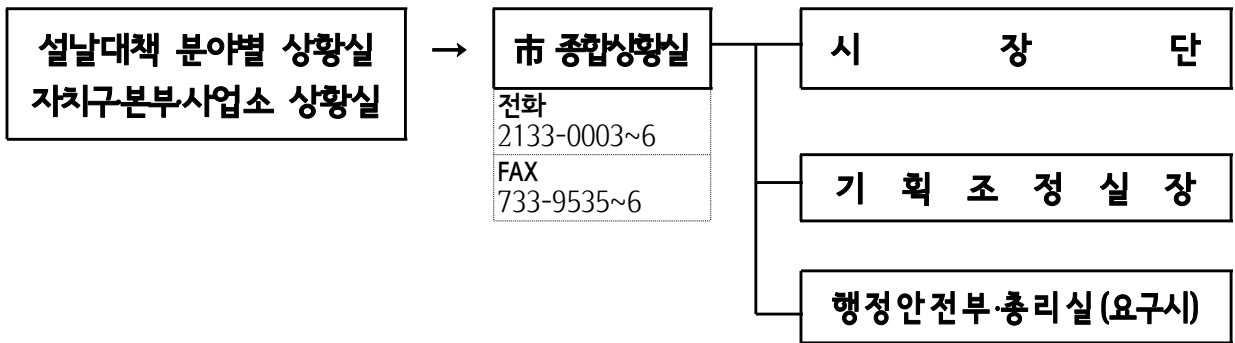 설날대책 분야별 상황실
자치구·본부·사업소 상황실
→
市 종합상황실
전화
2133-0003~6
FAX
733-9535~6
시 장 단
기 획 조 정 실 장
행정안전부·총리실(요구시)